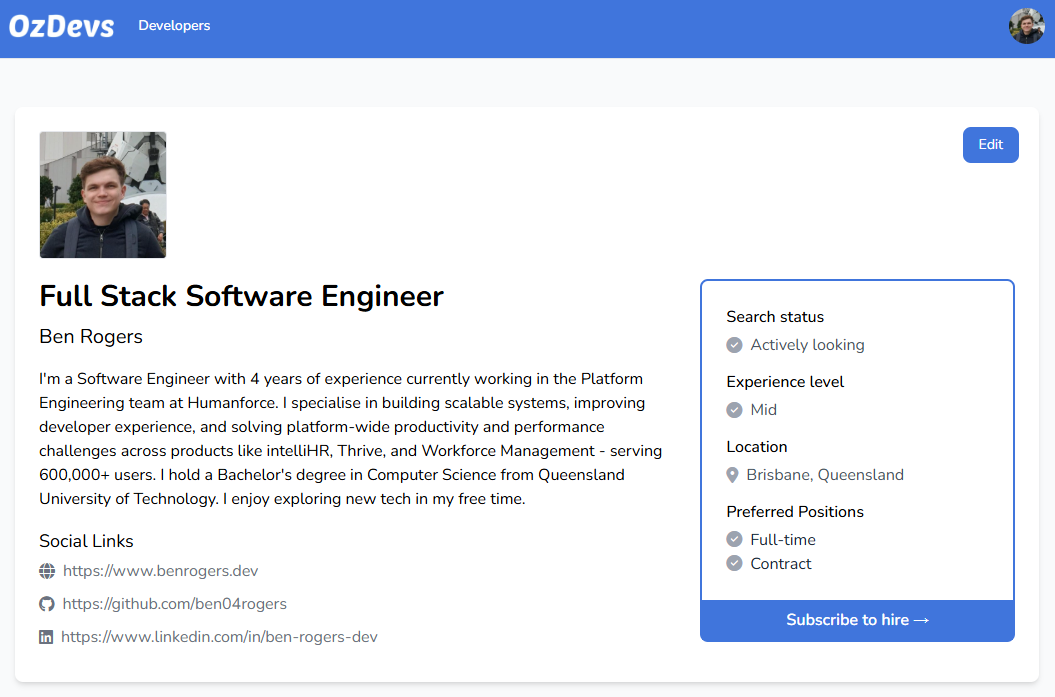 OzDevs
Developers
Edit
Full Stack Software Engineer
Ben Rogers
I'm a Software Engineer with 4 years of experience currently working in the Platform
Engineering team at Humanforce. I specialise in building scalable systems, improving
developer experience, and solving platform-wide productivity and performance
challenges across products like intelliHR, Thrive, and Workforce Management - serving
600,000+ users. I hold a Bachelor's degree in Computer Science from Queensland
University of Technology. I enjoy exploring new tech in my free time.
Social Links
https://www.benrogers.dev
https://github.com/ben04rogers
https://www.linkedin.com/in/ben-rogers-dev
Search status
Actively looking
Experience level
Mid
Location
Brisbane, Queensland
Preferred Positions
Full-time
Contract
Subscribe to hire →